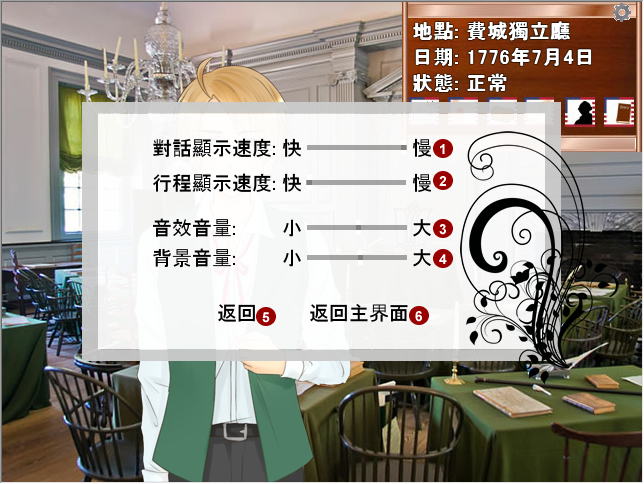 地點: 費城獨立廳
日期: 1776年7月4日
狀態: 正常
對話顯示速度: 快 慢 1
行程顯示速度: 快 慢 2
音效音量: 小 大 3
背景音量: 小 大 4
返回 5 返回主界面 6